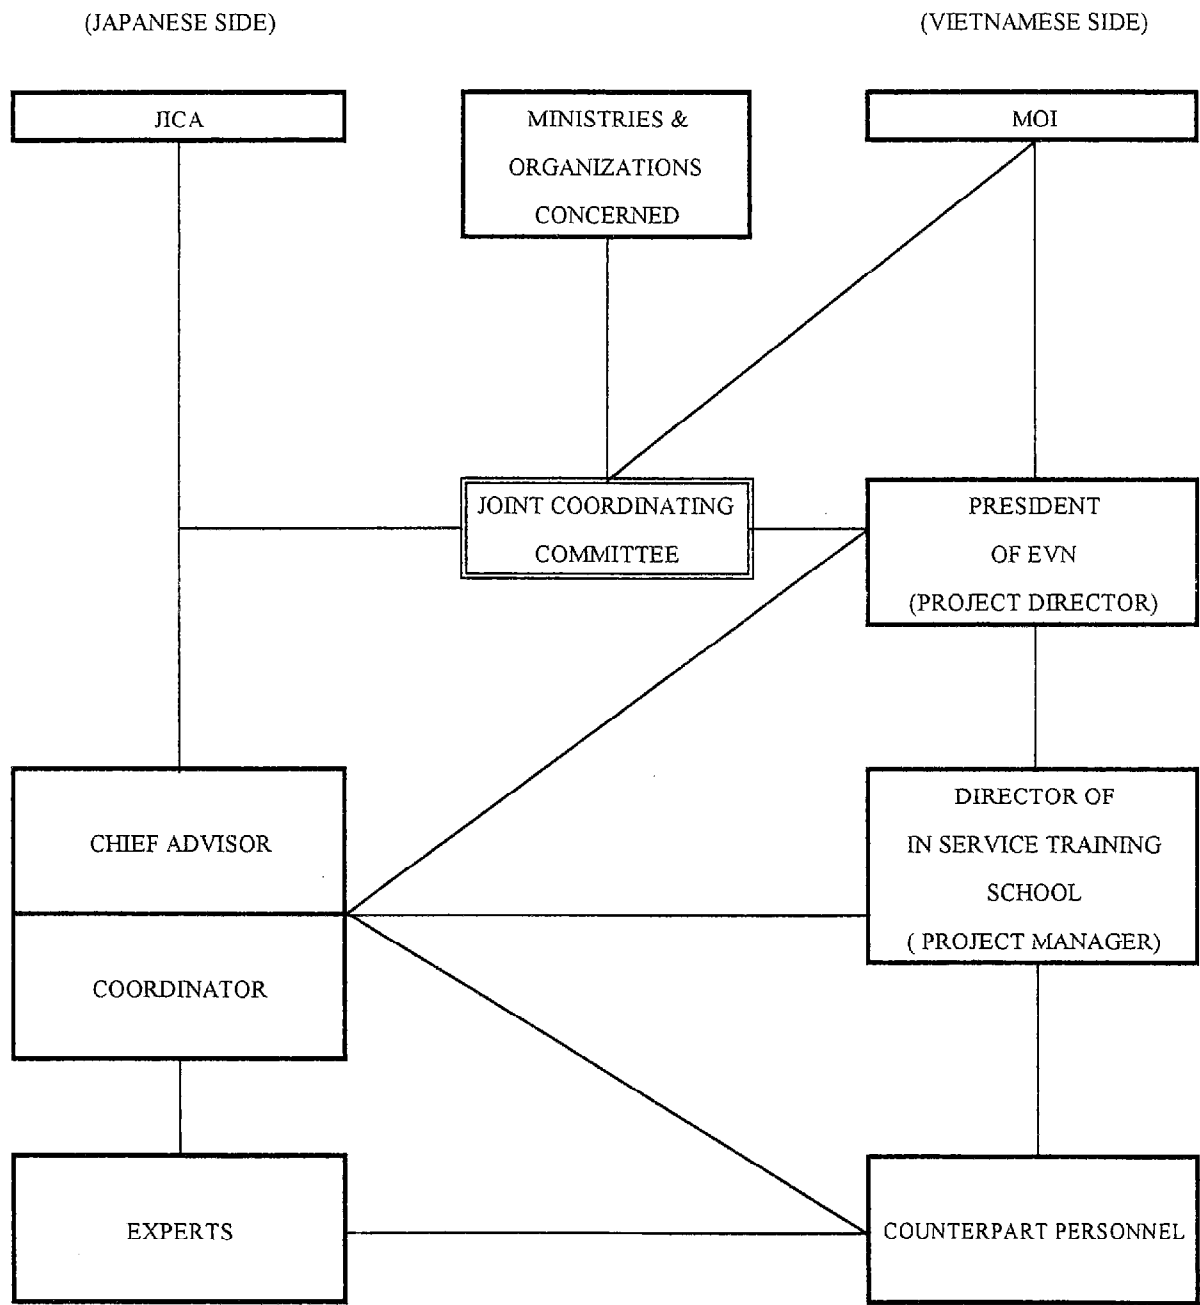 (JAPANESE SIDE)
(VIETNAMESE SIDE)
JICA
MINISTRIES &
ORGANIZATIONS
CONCERNED
MOI
JOINT COORDINATING
COMMITTEE
PRESIDENT
OF EVN
(PROJECT DIRECTOR)
CHIEF ADVISOR
COORDINATOR
DIRECTOR OF
IN SERVICE TRAINING
SCHOOL
( PROJECT MANAGER)
EXPERTS
COUNTERPART PERSONNEL